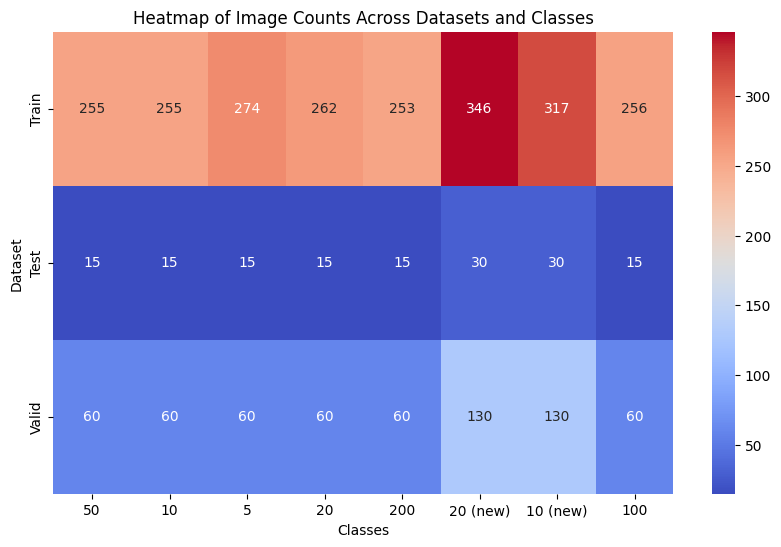 Heatmap of Image Counts Across Datasets and Classes
Train
255 255 274 262 253 346 317 256
Test
15 15 15 15 15 30 30 15
Valid
60 60 60 60 60 130 130 60
Dataset
50 10 5 20 200 20 (new) 10 (new) 100
Classes
300
250
200
150
100
50